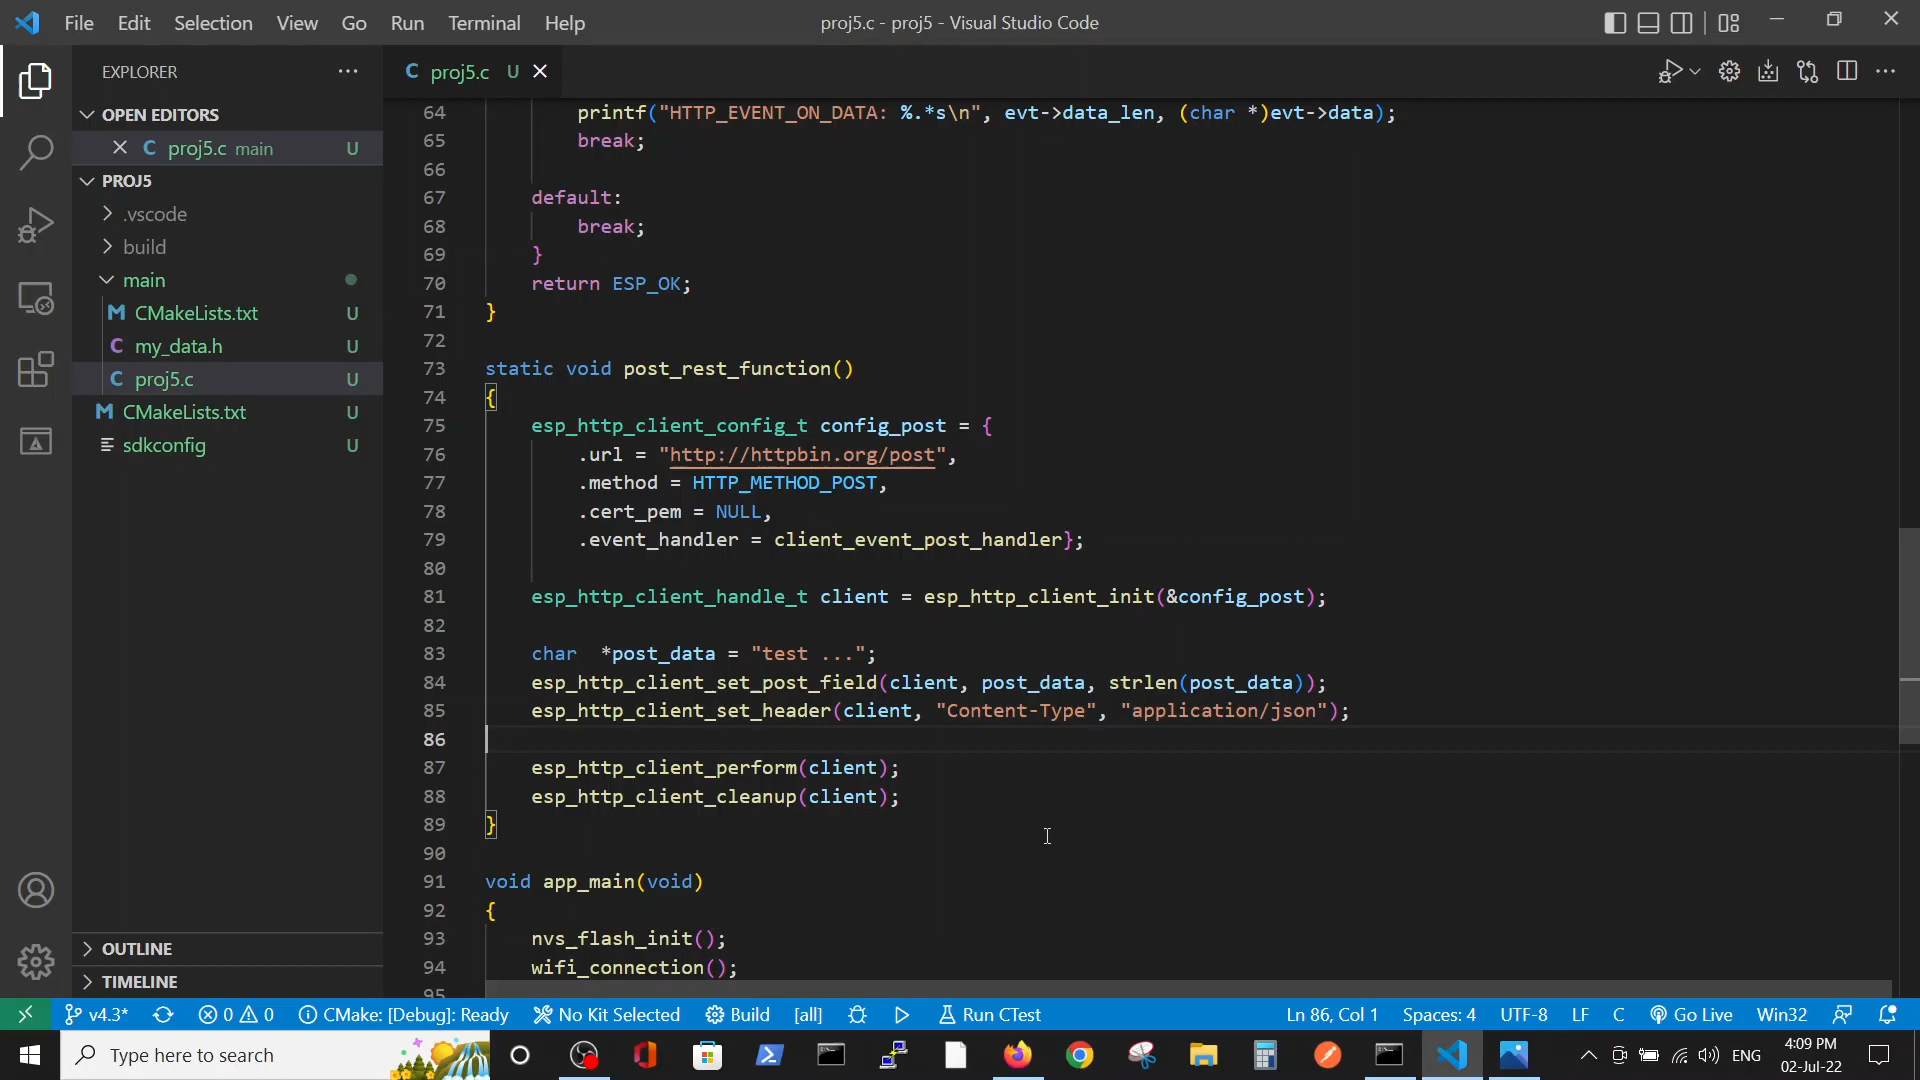 File Edit Selection View Go Run Terminal Help
proj5.c - proj5 - Visual Studio Code
EXPLORER
OPEN EDITORS
proj5.c main U
PROJ5
.vscode
build
main
CMakeLists.txt U
my_data.h U
proj5.c U
CMakeLists.txt U
sdkconfig U
OUTLINE
TIMELINE
C proj5.c U
64 printf("HTTP_EVENT_ON_DATA: %.*s\n", evt->data_len, (char *)evt->data);
65 break;
66
67 default:
68 break;
69 }
70 return ESP_OK;
71 }
72
73 static void post_rest_function()
74 {
75 esp_http_client_config_t config_post = {
76 .url = "http://httpbin.org/post",
77 .method = HTTP_METHOD_POST,
78 .cert_pem = NULL,
79 .event_handler = client_event_post_handler};
80
81 esp_http_client_handle_t client = esp_http_client_init(&config_post);
82
83 char  *post_data = "test ...";
84 esp_http_client_set_post_field(client, post_data, strlen(post_data));
85 esp_http_client_set_header(client, "Content-Type", "application/json");
86
87 esp_http_client_perform(client);
88 esp_http_client_cleanup(client);
89 }
90
91 void app_main(void)
92 {
93 nvs_flash_init();
94 wifi_connection();
95
v4.3* 0 0 CMake: [Debug]: Ready No Kit Selected Build [all] Run CTest Ln 86, Col 1 Spaces: 4 UTF-8 LF C Go Live Win32
Type here to search
ENG
4:09 PM
02-Jul-22